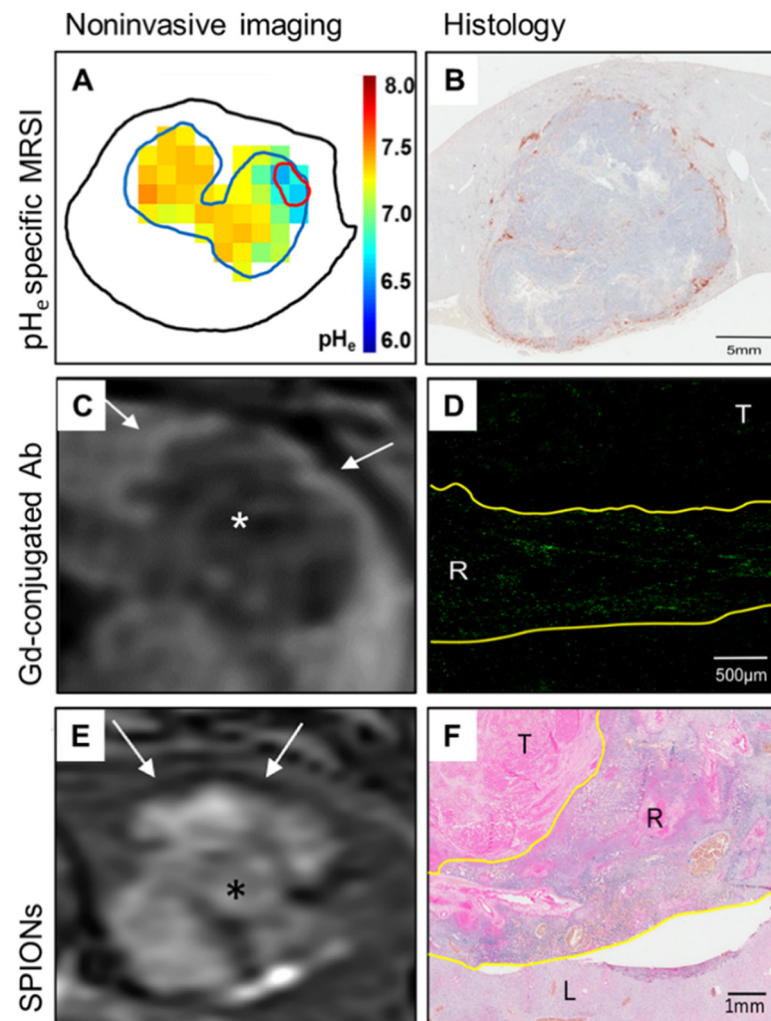 Noninvasive imaging
Histology
pHe specific MRSI
A
8.0
7.5
7.0
6.5
6.0
pHe
B
5mm
Gd-conjugated Ab
C
*
D
T
R
500μm
SPIONs
E
*
F
T
R
L
1mm